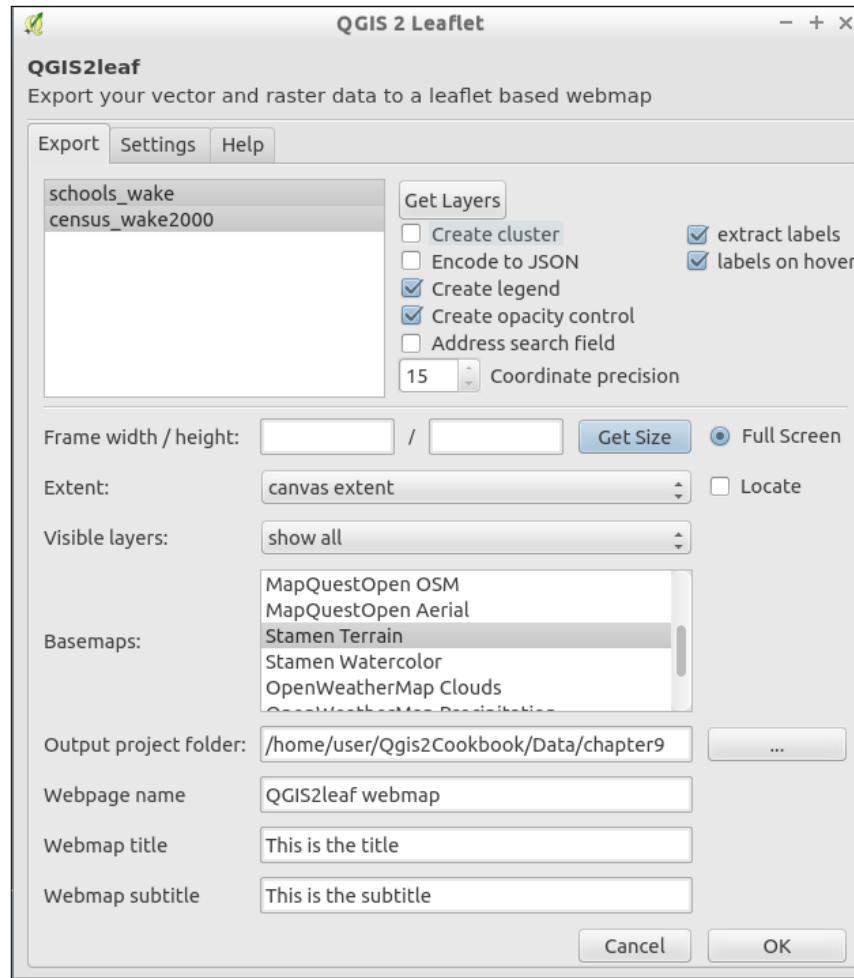 QGIS 2 Leaflet
QGIS2leaf
Export your vector and raster data to a leaflet based webmap
Export Settings Help
schools_wake
census_wake2000
Get Layers
Create cluster
Encode to JSON
Create legend
Create opacity control
Address search field
15 Coordinate precision
extract labels
labels on hover
Frame width / height: / Get Size Full Screen
Extent: canvas extent Locate
Visible layers: show all
Basemaps:
MapQuestOpen OSM
MapQuestOpen Aerial
Stamen Terrain
Stamen Watercolor
OpenWeatherMap Clouds
Output project folder: /home/user/Qgis2Cookbook/Data/chapter9 ...
Webpage name QGIS2leaf webmap
Webmap title This is the title
Webmap subtitle This is the subtitle
Cancel OK